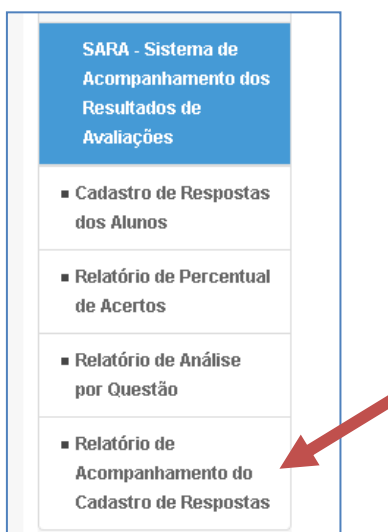 SARA - Sistema de
Acompanhamento dos
Resultados de
Avaliações
Cadastro de Respostas
dos Alunos
Relatório de Percentual
de Acertos
Relatório de Análise
por Questão
Relatório de
Acompanhamento do
Cadastro de Respostas